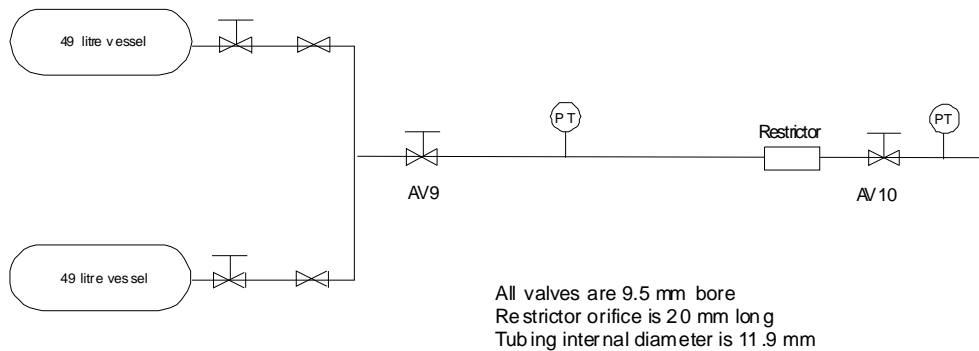 49 litre vessel
PT
PT
Restrictor
AV9
AV10
49 litre vessel
All valves are 9.5 mm bore
Restrictor orifice is 20 mm long
Tubing internal diameter is 11.9 mm